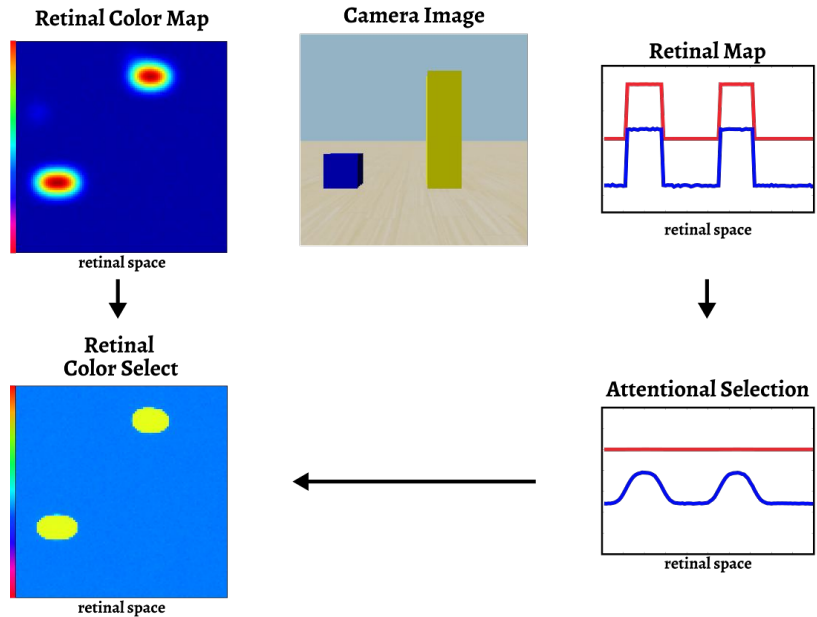 Retinal Color Map
Camera Image
Retinal Map
retinal space
retinal space
Retinal
Color Select
Attentional Selection
retinal space
retinal space